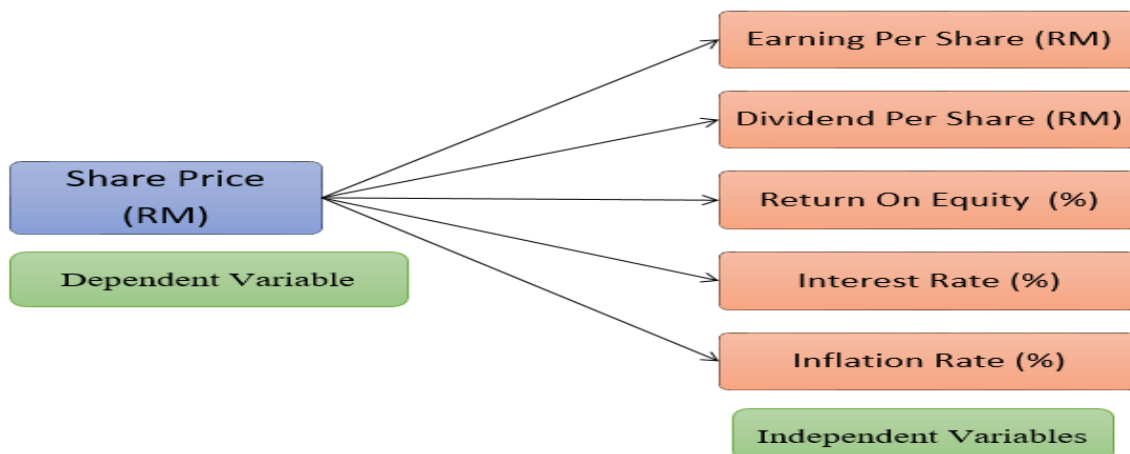 Earning Per Share (RM)
Dividend Per Share (RM)
Share Price
(RM)
Return On Equity (%)
Dependent Variable
Interest Rate (%)
Inflation Rate (%)
Independent Variables